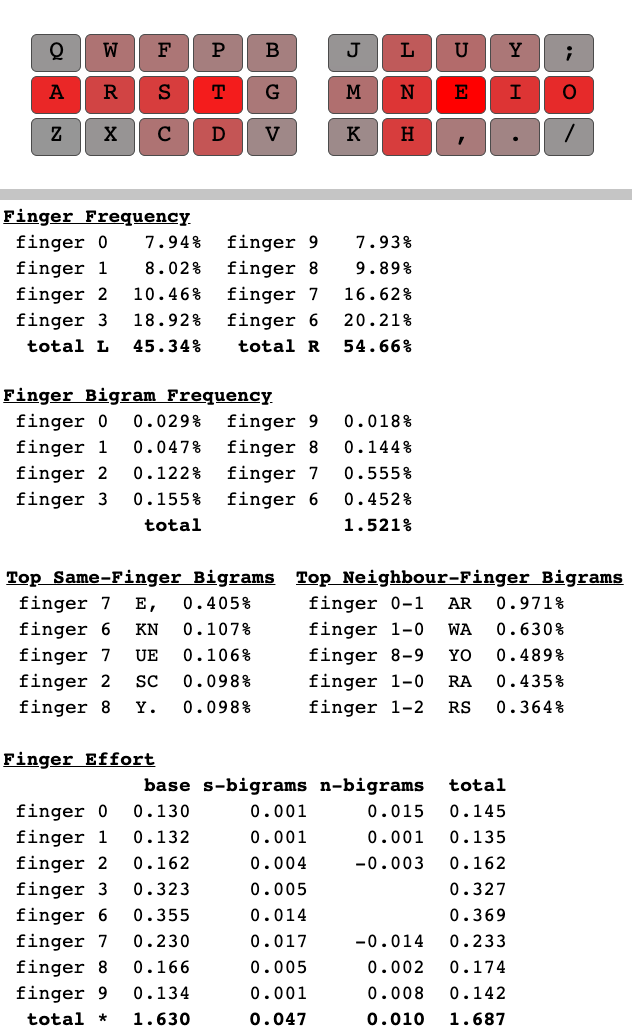 Q W F P B J L U Y ;
A R S T G M N E I O
Z X C D V K H , . /
Finger Frequency
finger 0 7.94% finger 9 7.93%
finger 1 8.02% finger 8 9.89%
finger 2 10.46% finger 7 16.62%
finger 3 18.92% finger 6 20.21%
total L 45.34% total R 54.66%
Finger Bigram Frequency
finger 0 0.029% finger 9 0.018%
finger 1 0.047% finger 8 0.144%
finger 2 0.122% finger 7 0.555%
finger 3 0.155% finger 6 0.452%
total 1.521%
Top Same-Finger Bigrams Top Neighbour-Finger Bigrams
finger 7 E, 0.405% finger 0-1 AR 0.971%
finger 6 KN 0.107% finger 1-0 WA 0.630%
finger 7 UE 0.106% finger 8-9 YO 0.489%
finger 2 SC 0.098% finger 1-0 RA 0.435%
finger 8 Y. 0.098% finger 1-2 RS 0.364%
Finger Effort
base s-bigrams n-bigrams total
finger 0 0.130 0.001 0.015 0.145
finger 1 0.132 0.001 0.001 0.135
finger 2 0.162 0.004 -0.003 0.162
finger 3 0.323 0.005 0.327
finger 6 0.355 0.014 0.369
finger 7 0.230 0.017 -0.014 0.233
finger 8 0.166 0.005 0.002 0.174
finger 9 0.134 0.001 0.008 0.142
total * 1.630 0.047 0.010 1.687